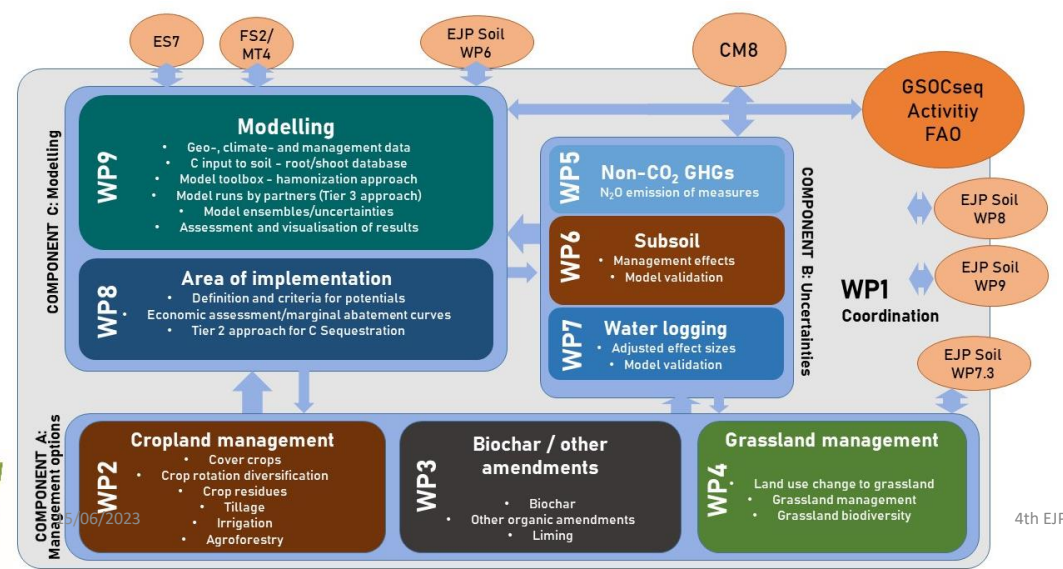 ES7
FS2/
MT4
EJP Soil
WP6
CM8
GSOCseq
Activitiy
FAO
COMPONENT C: Modelling
WP9
Modelling
• Geo-, climate- and management data
• C input to soil – root/shoot database
• Model toolbox - hamonization approach
• Model runs by partners (Tier 3 approach)
• Model ensembles/uncertainties
• Assessment and visualisation of results
WP8
Area of implementation
• Definition and criteria for potentials
• Economic assessment/marginal abatement curves
• Tier 2 approach for C Sequestration
WP5
Non-CO₂ GHGs
N₂O emission of measures
WP6
Subsoil
• Management effects
• Model validation
WP7
Water logging
• Adjusted effect sizes
• Model validation
COMPONENT B: Uncertainties
EJP Soil
WP8
EJP Soil
WP9
WP1
Coordination
EJP Soil
WP7.3
COMPONENT A:
Management options
WP2
Cropland management
• Cover crops
• Crop rotation diversification
• Crop residues
• Tillage
• Irrigation
• Agroforestry
WP3
Biochar / other
amendments
• Biochar
• Other organic amendments
• Liming
WP4
Grassland management
• Land use change to grassland
• Grassland management
• Grassland biodiversity
15/06/2023
4th EJP